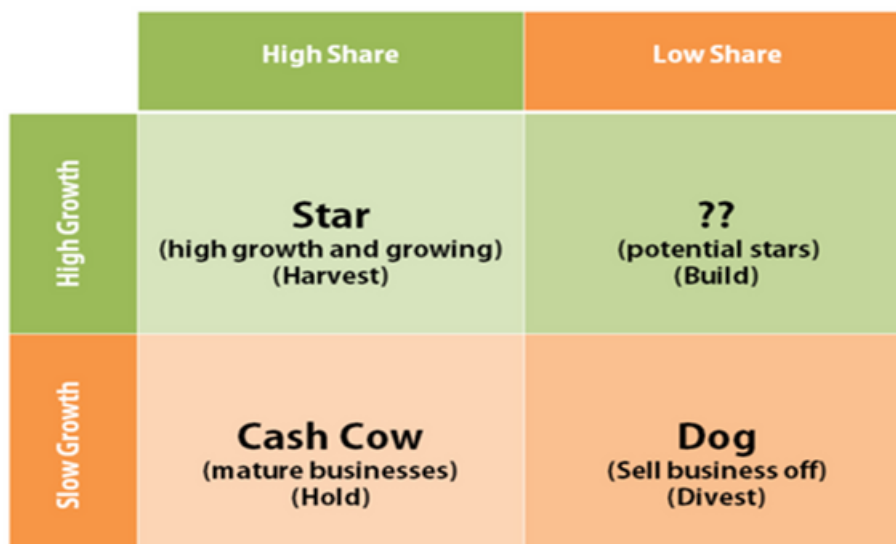 High Share
Low Share
High Growth
Star
(high growth and growing)
(Harvest)
??
(potential stars)
(Build)
Slow Growth
Cash Cow
(mature businesses)
(Hold)
Dog
(Sell business off)
(Divest)